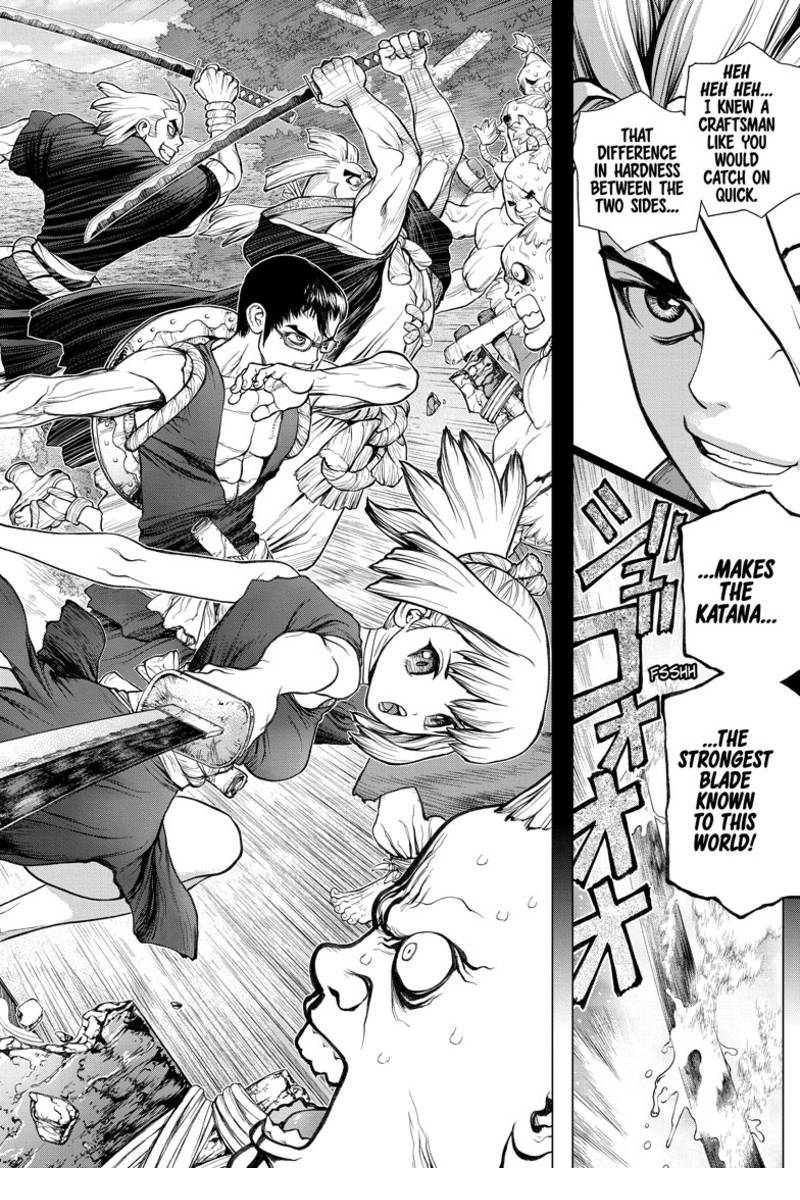 HEH
HEH HEH...
I KNEW A
CRAFTSMAN
LIKE YOU
WOULD
CATCH ON
QUICK.
THAT
DIFFERENCE
IN HARDNESS
BETWEEN THE
TWO SIDES...
...MAKES
THE
KATANA...
FSSHH
ジュゴオオオオ
...THE
STRONGEST
BLADE
KNOWN
TO THIS
WORLD!